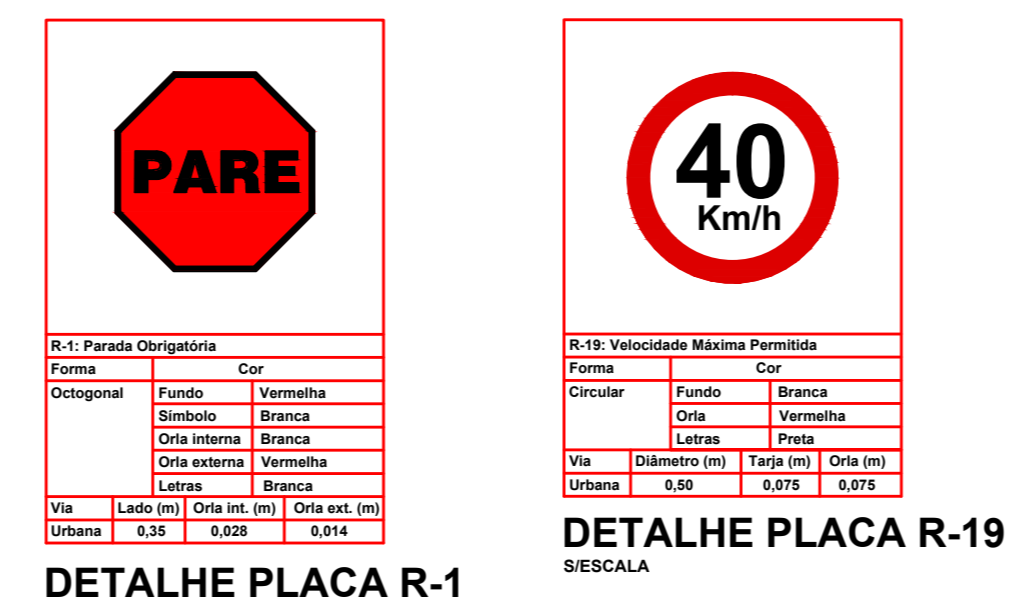 PARE
R-1: Parada Obrigatória
Forma Cor
Octogonal Fundo Vermelha
Símbolo Branca
Orla interna Branca
Orla externa Vermelha
Letras Branca
Via Lado (m) Orla int. (m) Orla ext. (m)
Urbana 0,35 0,028 0,014
DETALHE PLACA R-1
40
Km/h
R-19: Velocidade Máxima Permitida
Forma Cor
Circular Fundo Branca
Orla Vermelha
Letras Preta
Via Diâmetro (m) Tarja (m) Orla (m)
Urbana 0,50 0,075 0,075
DETALHE PLACA R-19
S/ESCALA